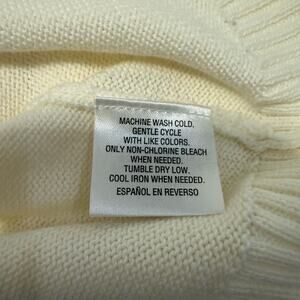 MACHINE WASH COLD.
GENTLE CYCLE
WITH LIKE COLORS.
ONLY NON-CHLORINE BLEACH
WHEN NEEDED.
TUMBLE DRY LOW.
COOL IRON WHEN NEEDED.
ESPAÑOL EN REVERSO